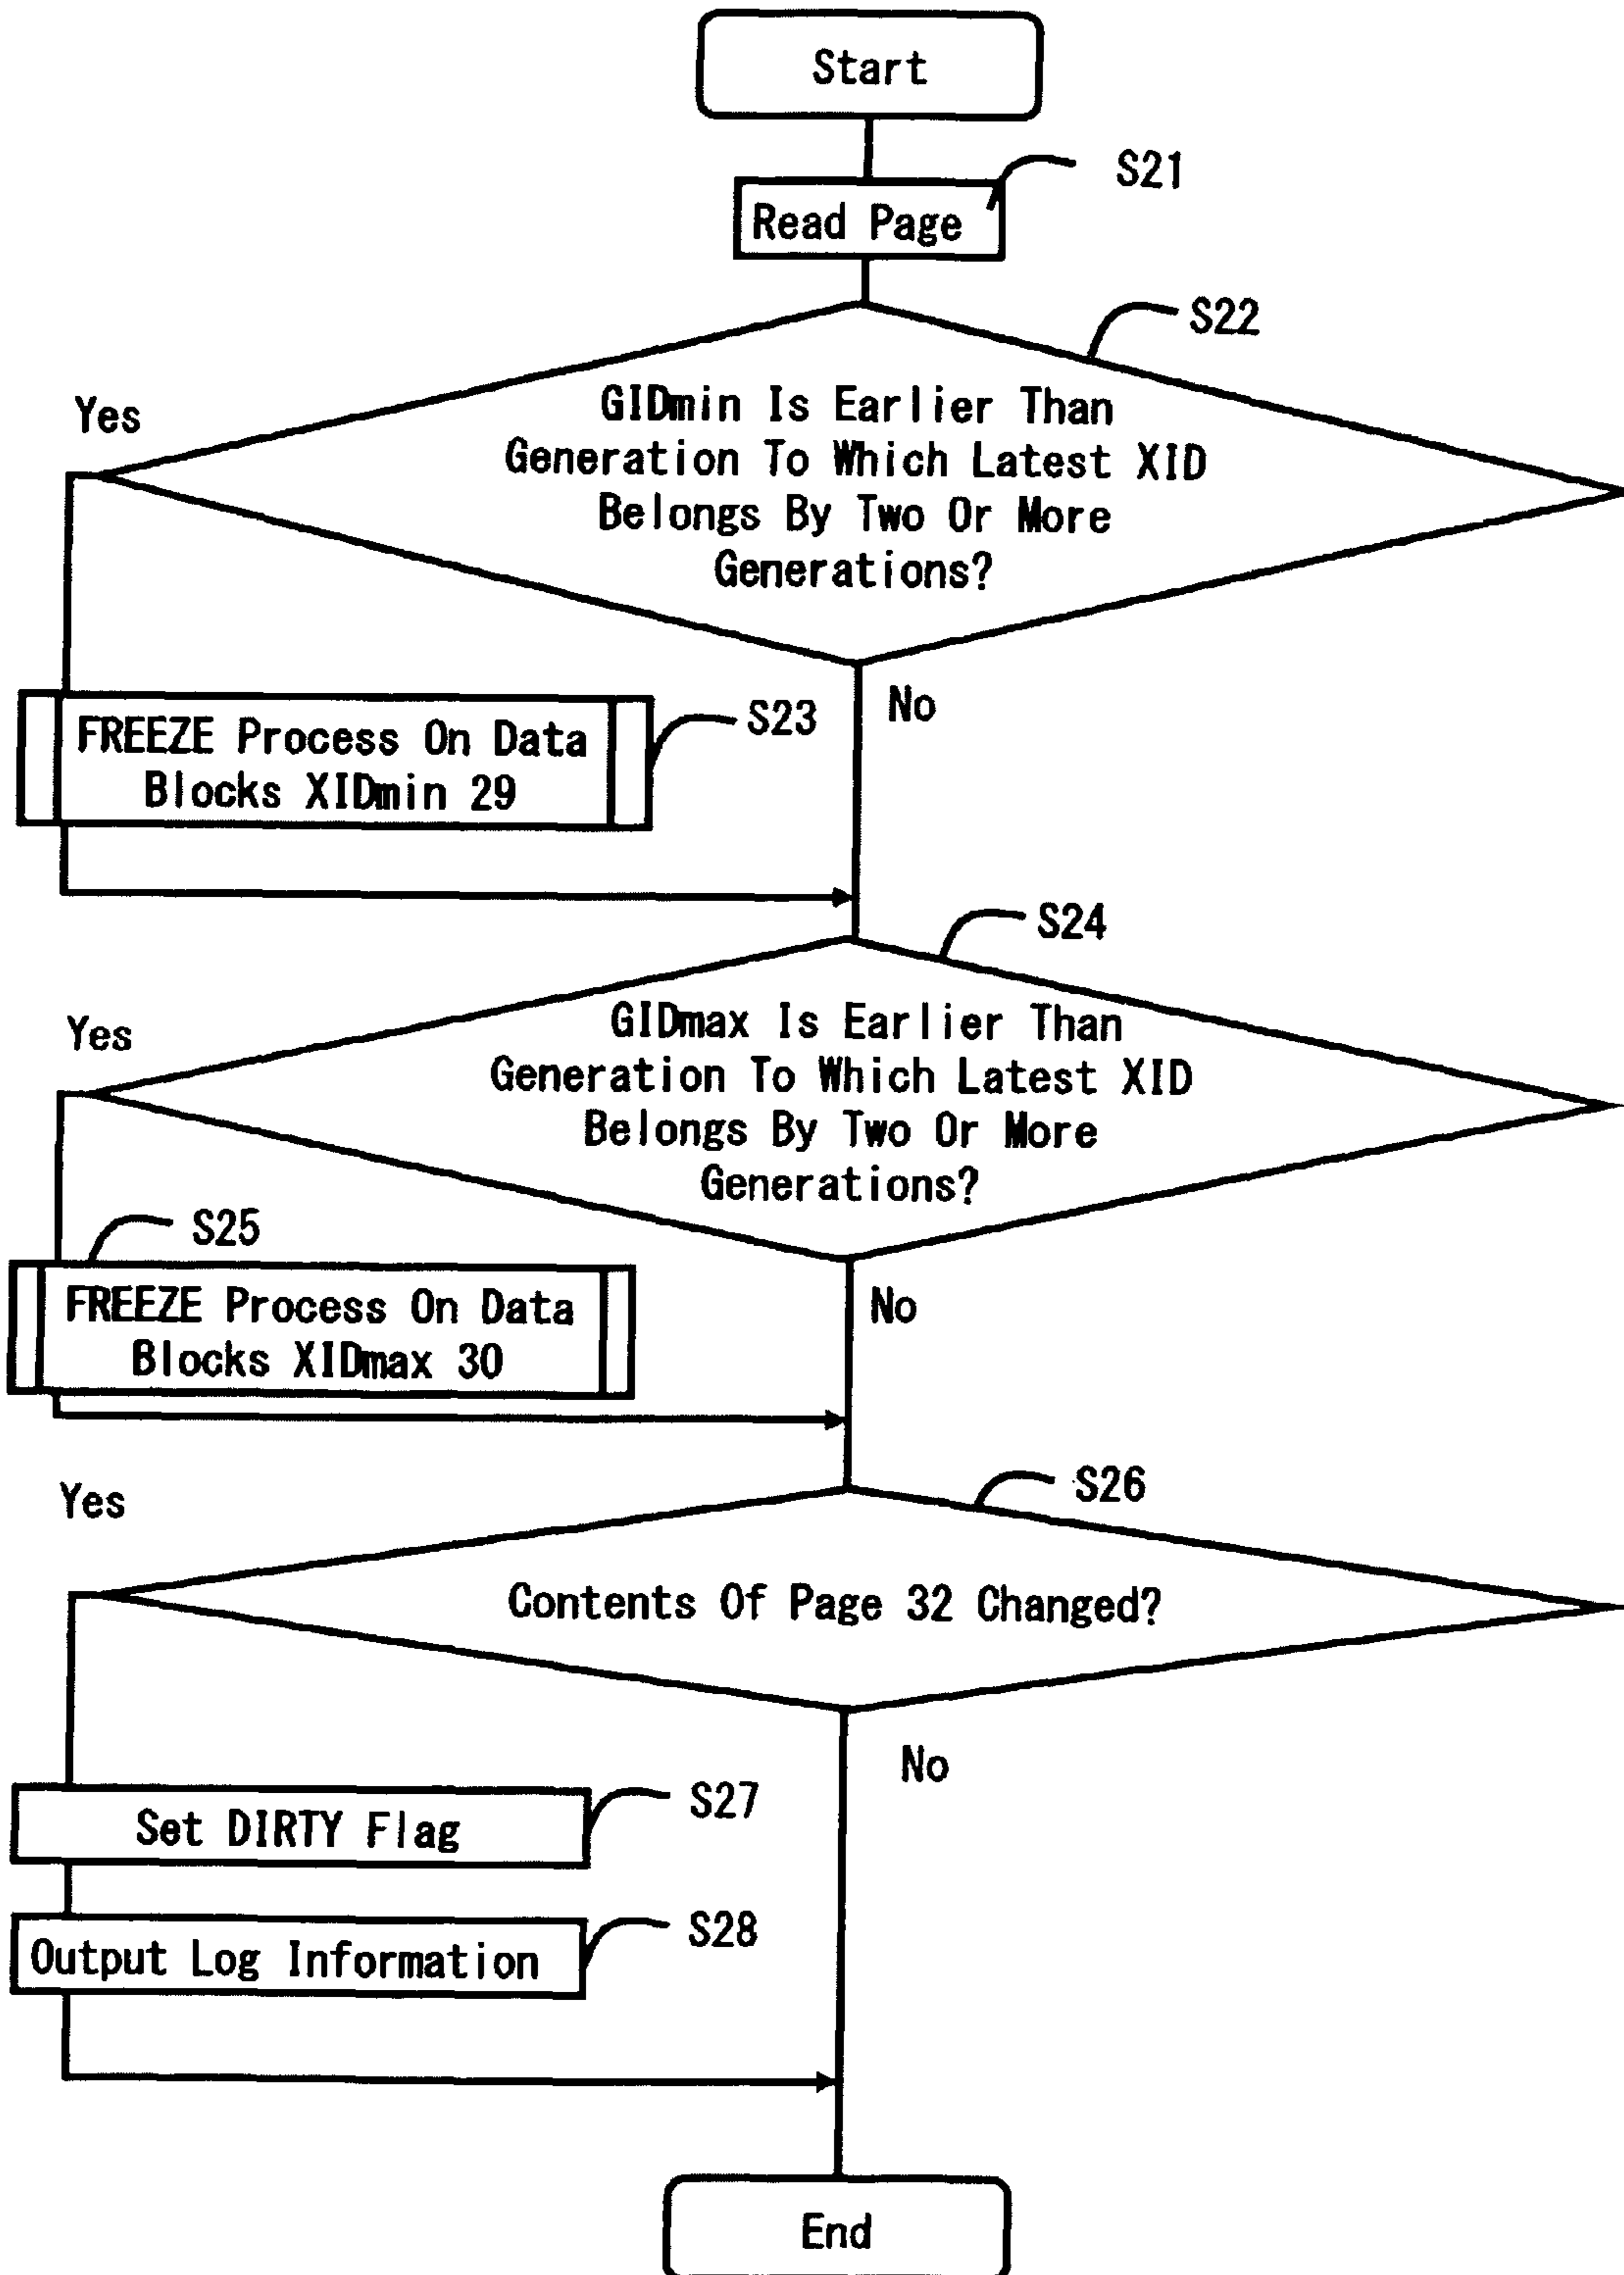 Start
S21
Read Page
S22
Yes
GIDmin Is Earlier Than
Generation To Which Latest XID
Belongs By Two Or More
Generations?
No
S23
FREEZE Process On Data
Blocks XIDmin 29
S24
Yes
GIDmax Is Earlier Than
Generation To Which Latest XID
Belongs By Two Or More
Generations?
S25
No
FREEZE Process On Data
Blocks XIDmax 30
S26
Yes
Contents Of Page 32 Changed?
No
S27
Set DIRTY Flag
S28
Output Log Information
End